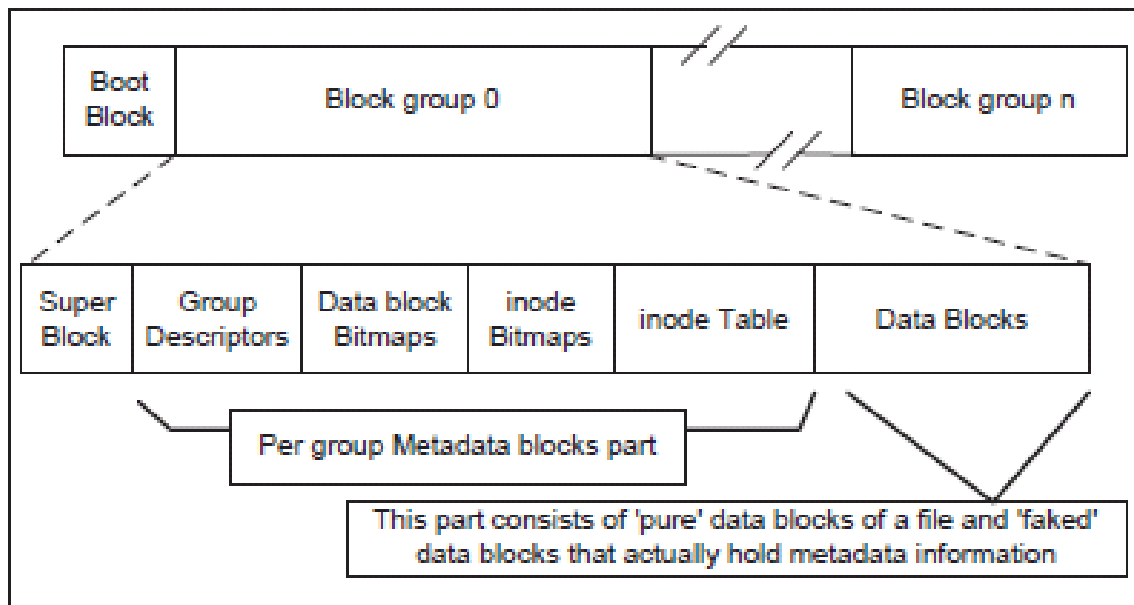 Boot
Block
Block group 0
Block group n
Super
Block
Group
Descriptors
Data block
Bitmaps
inode
Bitmaps
inode Table
Data Blocks
Per group Metadata blocks part
This part consists of 'pure' data blocks of a file and 'faked'
data blocks that actually hold metadata information